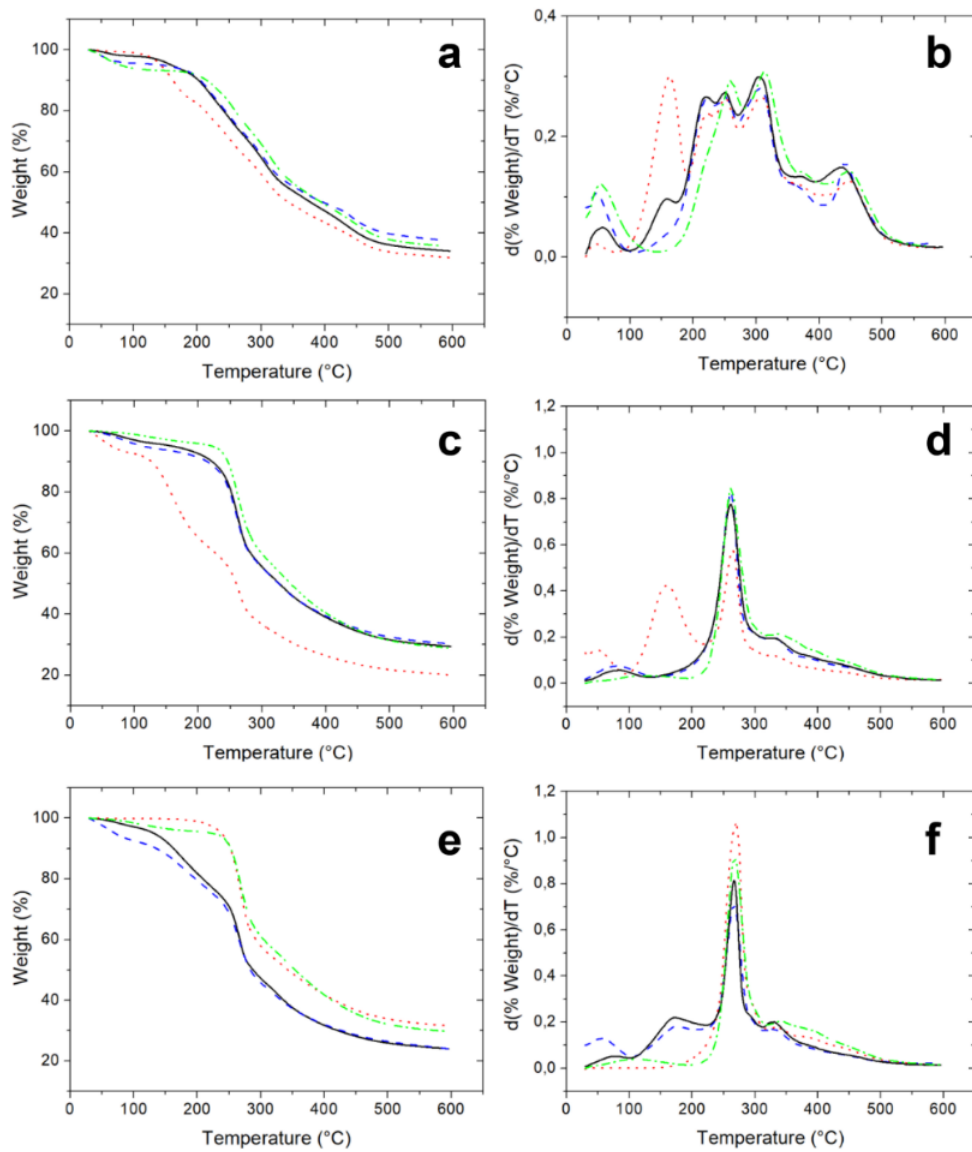 a
100
80
60
40
20
Weight (%)
0 100 200 300 400 500 600
Temperature (°C)
b
0,4
0,2
0,0
d(% Weight)/dT (%/°C)
0 100 200 300 400 500 600
Temperature (°C)
c
100
80
60
40
20
Weight (%)
0 100 200 300 400 500 600
Temperature (°C)
d
1,2
1,0
0,8
0,6
0,4
0,2
0,0
d(% Weight)/dT (%/°C)
0 100 200 300 400 500 600
Temperature (°C)
e
100
80
60
40
20
Weight (%)
0 100 200 300 400 500 600
Temperature (°C)
f
1,2
1,0
0,8
0,6
0,4
0,2
0,0
d(% Weight)/dT (%/°C)
0 100 200 300 400 500 600
Temperature (°C)